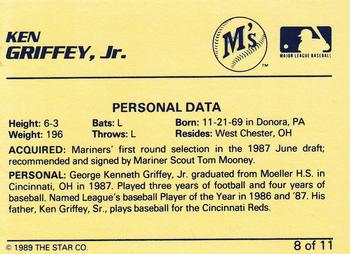 KEN
GRIFFEY, Jr.
M's
TM
MAJOR LEAGUE BASEBALL
PERSONAL DATA
Height: 6-3 Bats: L Born: 11-21-69 in Donora, PA
Weight: 196 Throws: L Resides: West Chester, OH
ACQUIRED: Mariners' first round selection in the 1987 June draft;
recommended and signed by Mariner Scout Tom Mooney.
PERSONAL: George Kenneth Griffey, Jr. graduated from Moeller H.S. in
Cincinnati, OH in 1987. Played three years of football and four years of
baseball. Named League's baseball Player of the Year in 1986 and '87. His
father, Ken Griffey, Sr., plays baseball for the Cincinnati Reds.
© 1989 THE STAR CO. 8 of 11